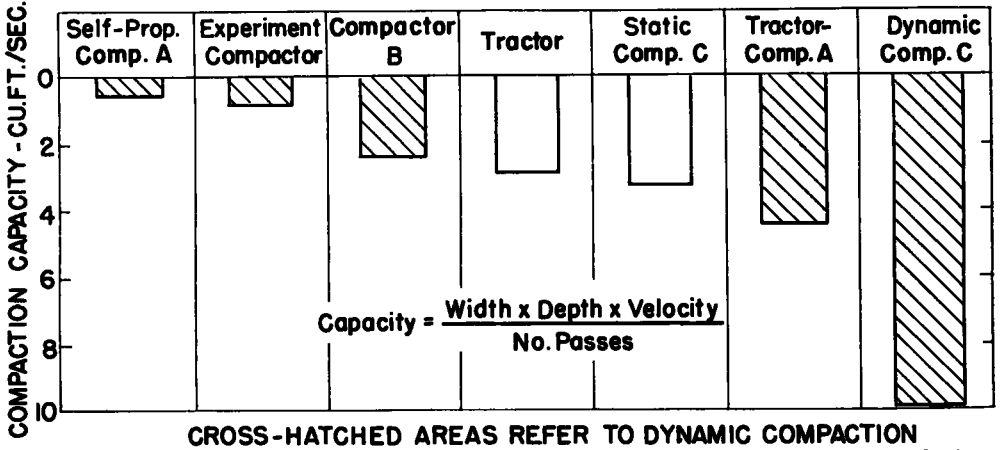 COMPACTION CAPACITY - CU.FT./SEC.
Self-Prop.
Comp. A
Experiment
Compactor
Compactor
B
Tractor
Static
Comp. C
Tractor-
Comp. A
Dynamic
Comp. C
0
2
4
6
8
10
Capacity = Width x Depth x Velocity
No. Passes
CROSS-HATCHED AREAS REFER TO DYNAMIC COMPACTION